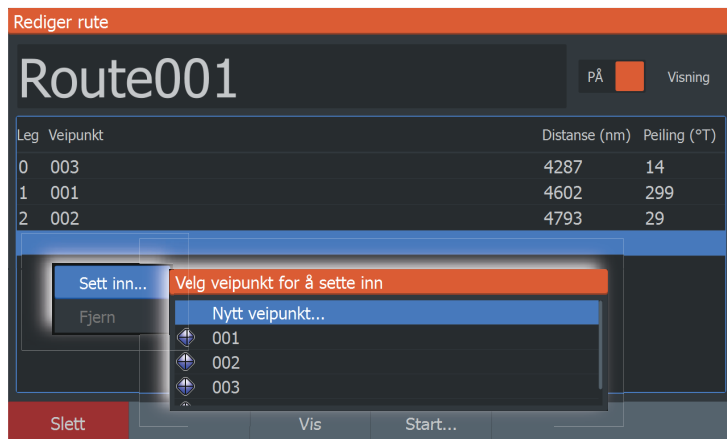 Rediger rute
Route001
PÅ Visning
Leg Veipunkt Distanse (nm) Peiling (°T)
0 003 4287 14
1 001 4602 299
2 002 4793 29
Sett inn...
Fjern
Velg veipunkt for å sette inn
Nytt veipunkt...
001
002
003
Slett Vis Start...